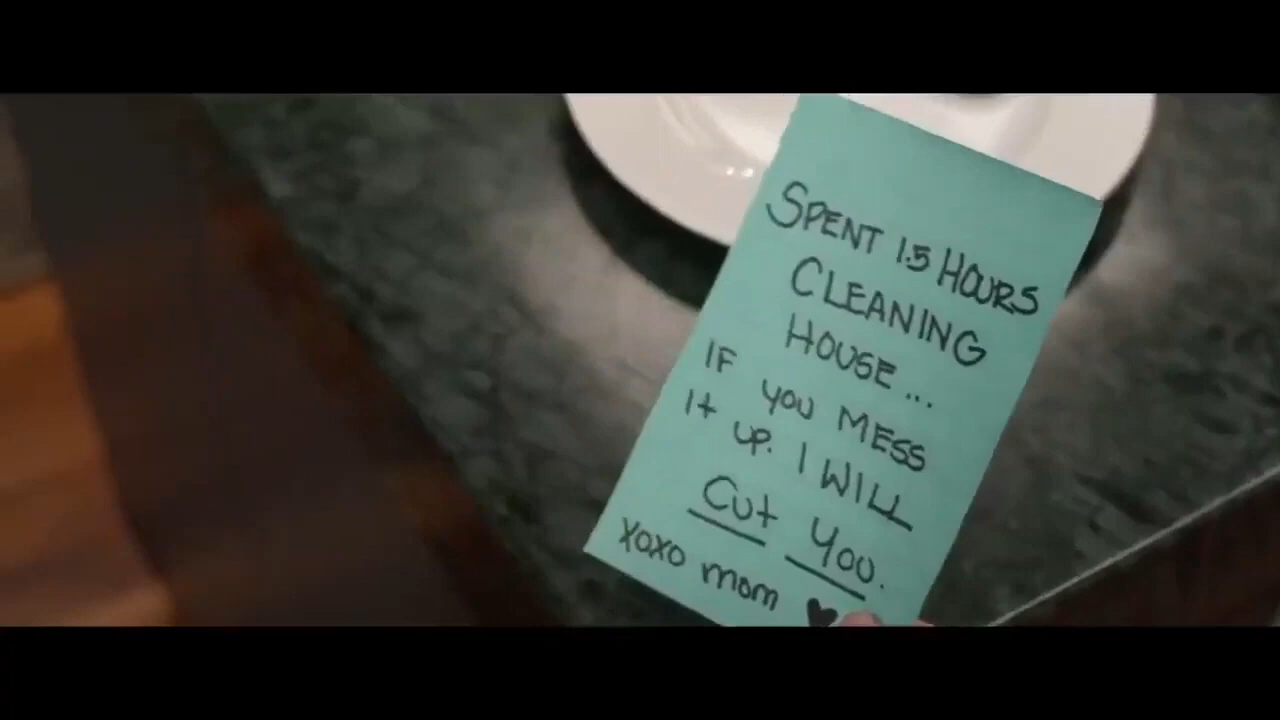 SPENT 1.5 HOURS
CLEANING
HOUSE...
IF YOU MESS
It UP. I WILL
Cut You.
xoxo mom ♥